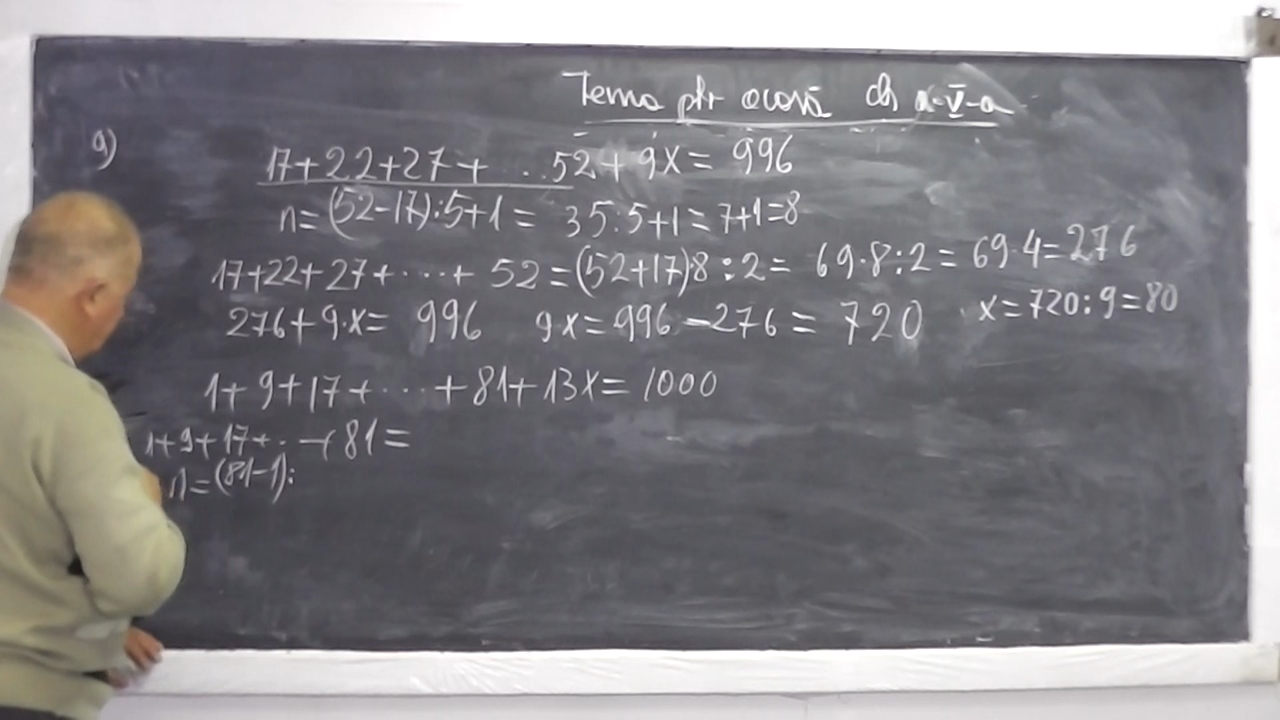 Tema ptr acasă cls a-V-a
9)
17+22+27+ ...52+9x= 996
n=(52-17):5+1= 35:5+1=7+1=8
17+22+27+...+ 52=(52+17)·8:2= 69·8:2=69·4=276
276+9·x= 996 9x=996-276= 720 x=720:9=80
1+9+17+...+81+13x=1000
1+9+17+..+81=
n=(81-1):